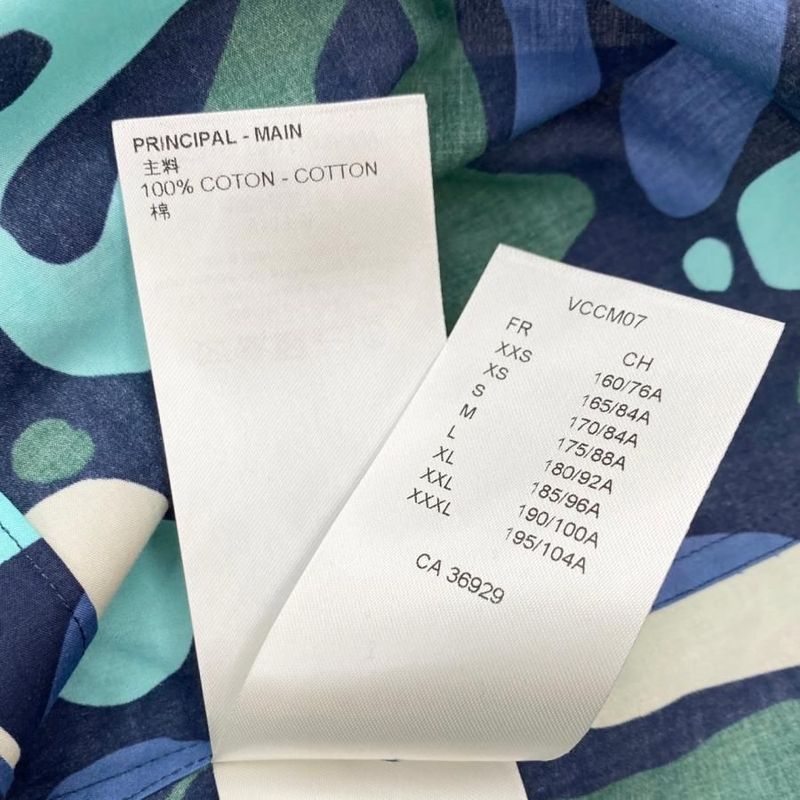 PRINCIPAL - MAIN
主料
100% COTON - COTTON
棉
VCCM07
FR CH
XXS 160/76A
XS 165/84A
S 170/84A
M 175/88A
L 180/92A
XL 185/96A
XXL 190/100A
XXXL 195/104A
CA 36929